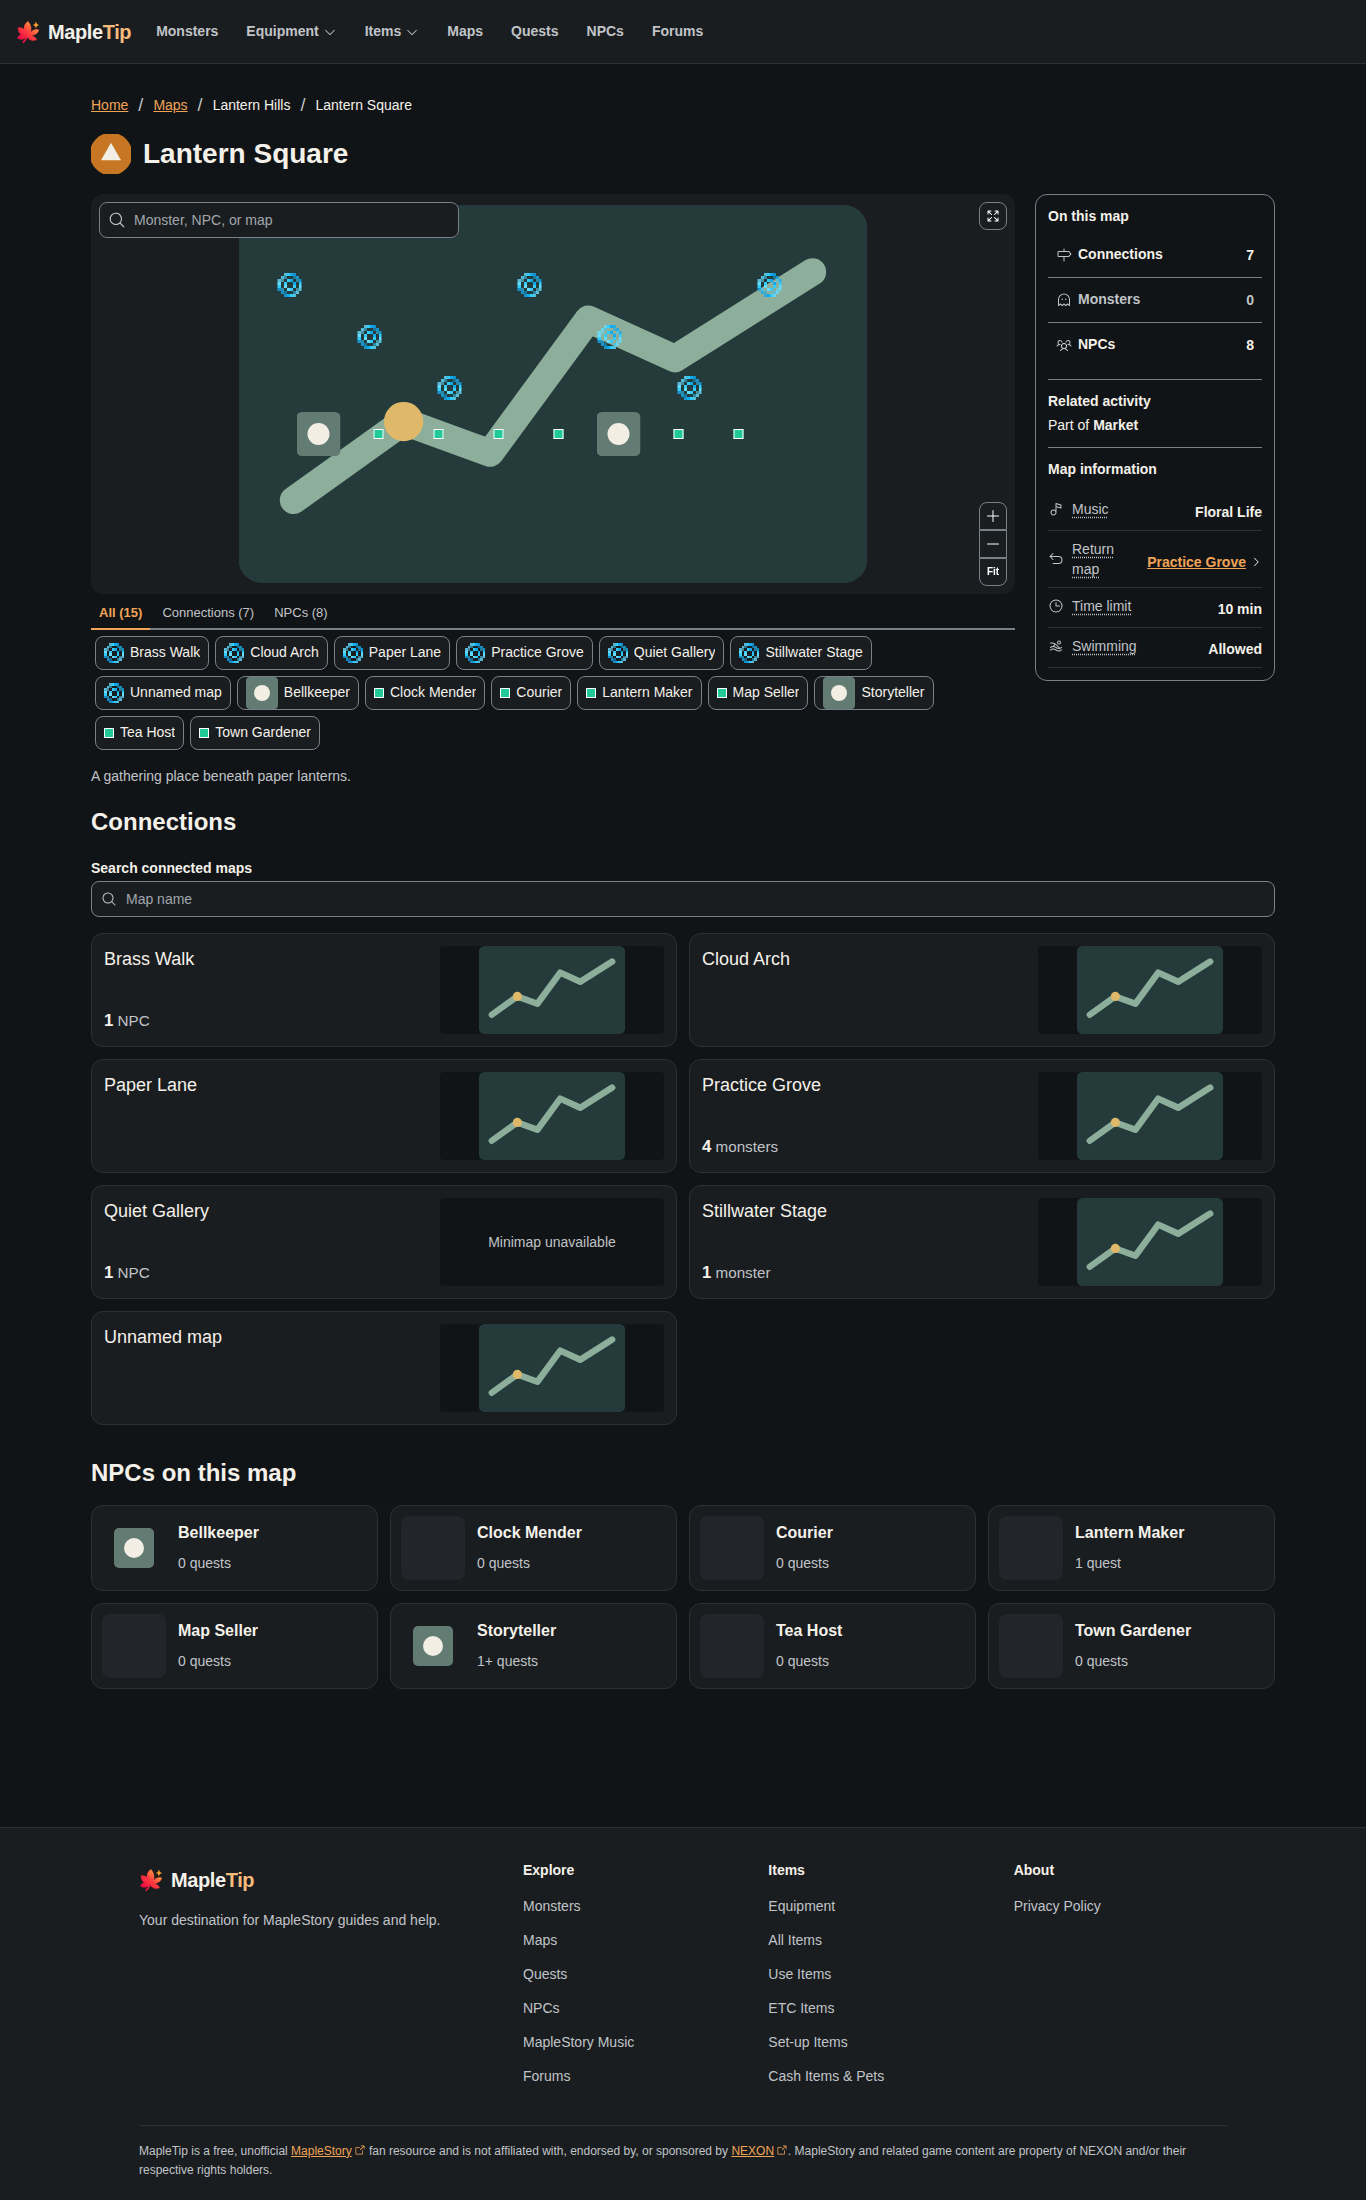 MapleTip Monsters Equipment Items Maps Quests NPCs Forums
Home / Maps / Lantern Hills / Lantern Square
Lantern Square
Monster, NPC, or map
Fit
On this map
Connections 7
Monsters 0
NPCs 8
Related activity
Part of Market
Map information
Music Floral Life
Return map Practice Grove
Time limit 10 min
Swimming Allowed
All (15) Connections (7) NPCs (8)
Brass Walk Cloud Arch Paper Lane Practice Grove Quiet Gallery Stillwater Stage
Unnamed map Bellkeeper Clock Mender Courier Lantern Maker Map Seller Storyteller
Tea Host Town Gardener
A gathering place beneath paper lanterns.
Connections
Search connected maps
Map name
Brass Walk
1 NPC
Cloud Arch
Paper Lane
Practice Grove
4 monsters
Quiet Gallery
1 NPC
Minimap unavailable
Stillwater Stage
1 monster
Unnamed map
NPCs on this map
Bellkeeper
0 quests
Clock Mender
0 quests
Courier
0 quests
Lantern Maker
1 quest
Map Seller
0 quests
Storyteller
1+ quests
Tea Host
0 quests
Town Gardener
0 quests
MapleTip
Your destination for MapleStory guides and help.
Explore
Monsters
Maps
Quests
NPCs
MapleStory Music
Forums
Items
Equipment
All Items
Use Items
ETC Items
Set-up Items
Cash Items & Pets
About
Privacy Policy
MapleTip is a free, unofficial MapleStory fan resource and is not affiliated with, endorsed by, or sponsored by NEXON. MapleStory and related game content are property of NEXON and/or their
respective rights holders.